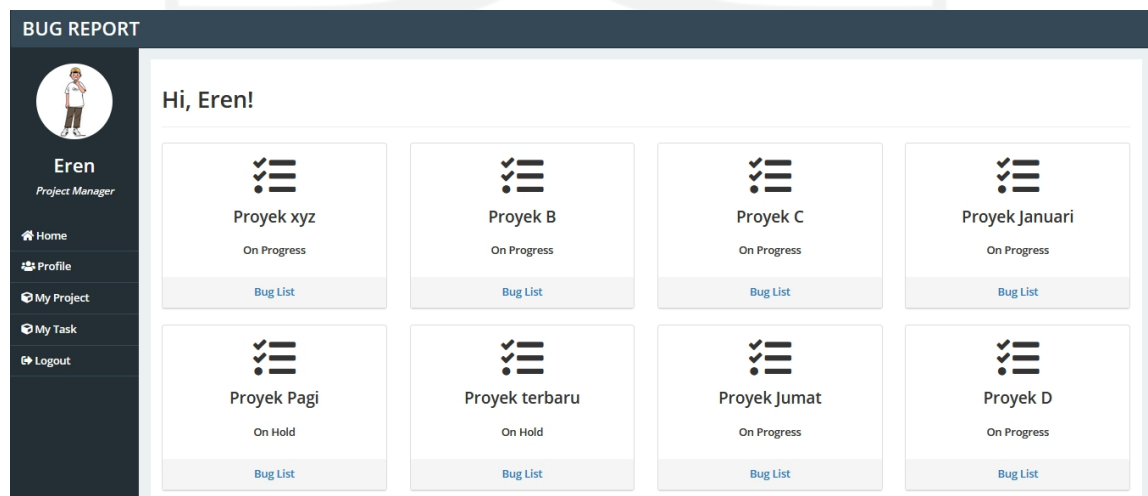 BUG REPORT
Eren
Project Manager
Home
Profile
My Project
My Task
Logout
Hi, Eren!
Proyek xyz
On Progress
Bug List
Proyek B
On Progress
Bug List
Proyek C
On Progress
Bug List
Proyek Januari
On Progress
Bug List
Proyek Pagi
On Hold
Bug List
Proyek terbaru
On Hold
Bug List
Proyek Jumat
On Progress
Bug List
Proyek D
On Progress
Bug List